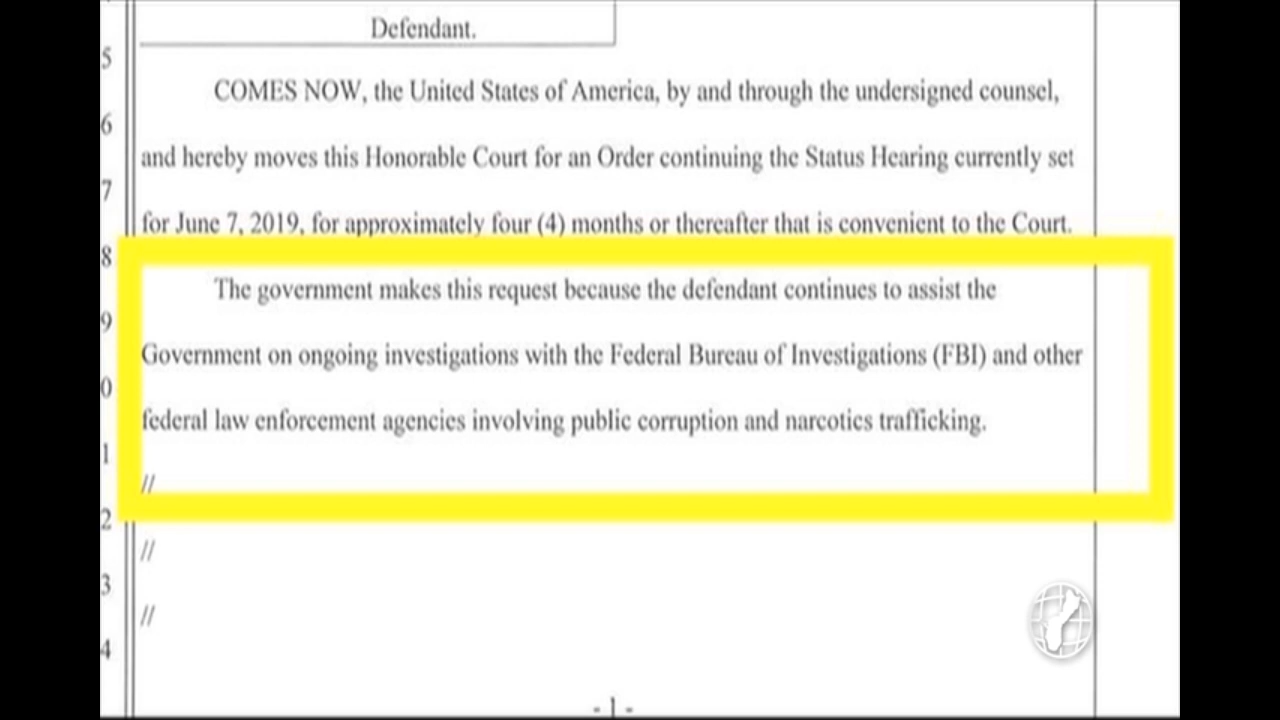 Defendant.
5
COMES NOW, the United States of America, by and through the undersigned counsel,
6
and hereby moves this Honorable Court for an Order continuing the Status Hearing currently set
7
for June 7, 2019, for approximately four (4) months or thereafter that is convenient to the Court.
8
The government makes this request because the defendant continues to assist the
9
Government on ongoing investigations with the Federal Bureau of Investigations (FBI) and other
0
federal law enforcement agencies involving public corruption and narcotics trafficking.
1
//
2
//
3
//
4
- 1 -